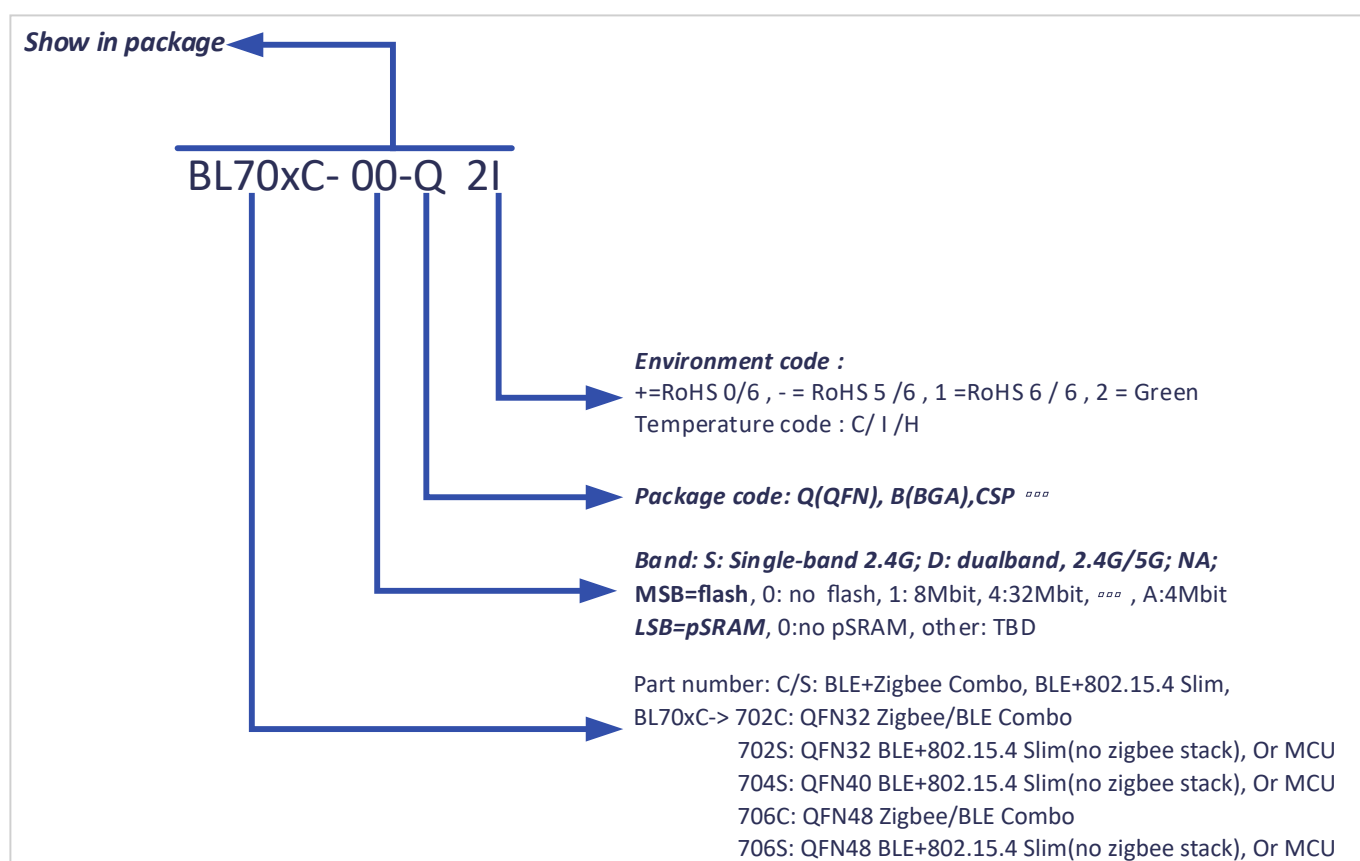 Show in package
BL70xC- 00-Q 2I
Environment code :
+=RoHS 0/6 , - = RoHS 5 /6 , 1 =RoHS 6 / 6 , 2 = Green
Temperature code : C/ I /H
Package code: Q(QFN), B(BGA),CSP
Band: S: Single-band 2.4G; D: dualband, 2.4G/5G; NA;
MSB=flash, 0: no flash, 1: 8Mbit, 4:32Mbit, , A:4Mbit
LSB=pSRAM, 0:no pSRAM, other: TBD
Part number: C/S: BLE+Zigbee Combo, BLE+802.15.4 Slim,
BL70xC-> 702C: QFN32 Zigbee/BLE Combo
702S: QFN32 BLE+802.15.4 Slim(no zigbee stack), Or MCU
704S: QFN40 BLE+802.15.4 Slim(no zigbee stack), Or MCU
706C: QFN48 Zigbee/BLE Combo
706S: QFN48 BLE+802.15.4 Slim(no zigbee stack), Or MCU